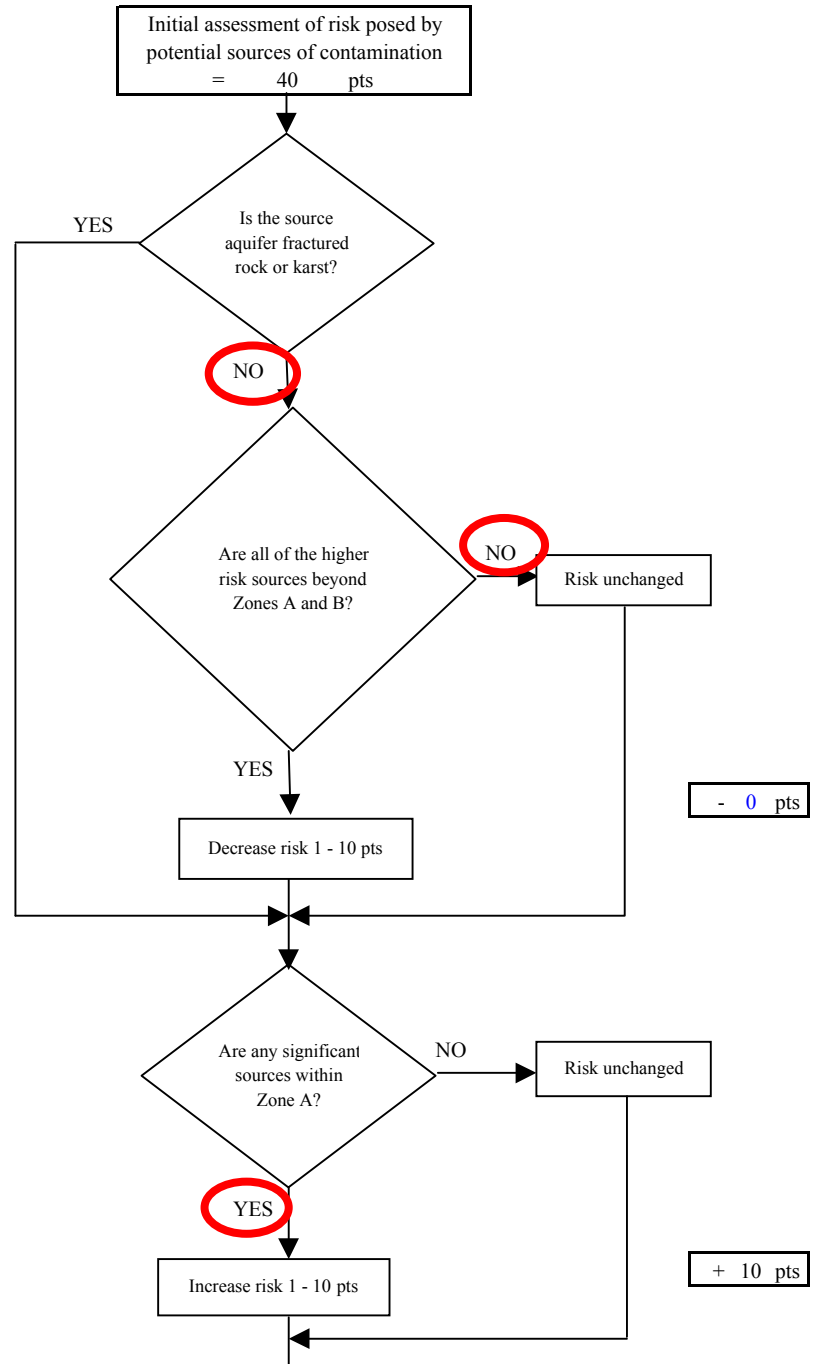 Initial assessment of risk posed by
potential sources of contamination
= 40 pts
YES
Is the source
aquifer fractured
rock or karst?
NO
Are all of the higher
risk sources beyond
Zones A and B?
NO
Risk unchanged
YES
- 0 pts
Decrease risk 1 - 10 pts
Are any significant
sources within
Zone A?
NO
Risk unchanged
YES
+ 10 pts
Increase risk 1 - 10 pts